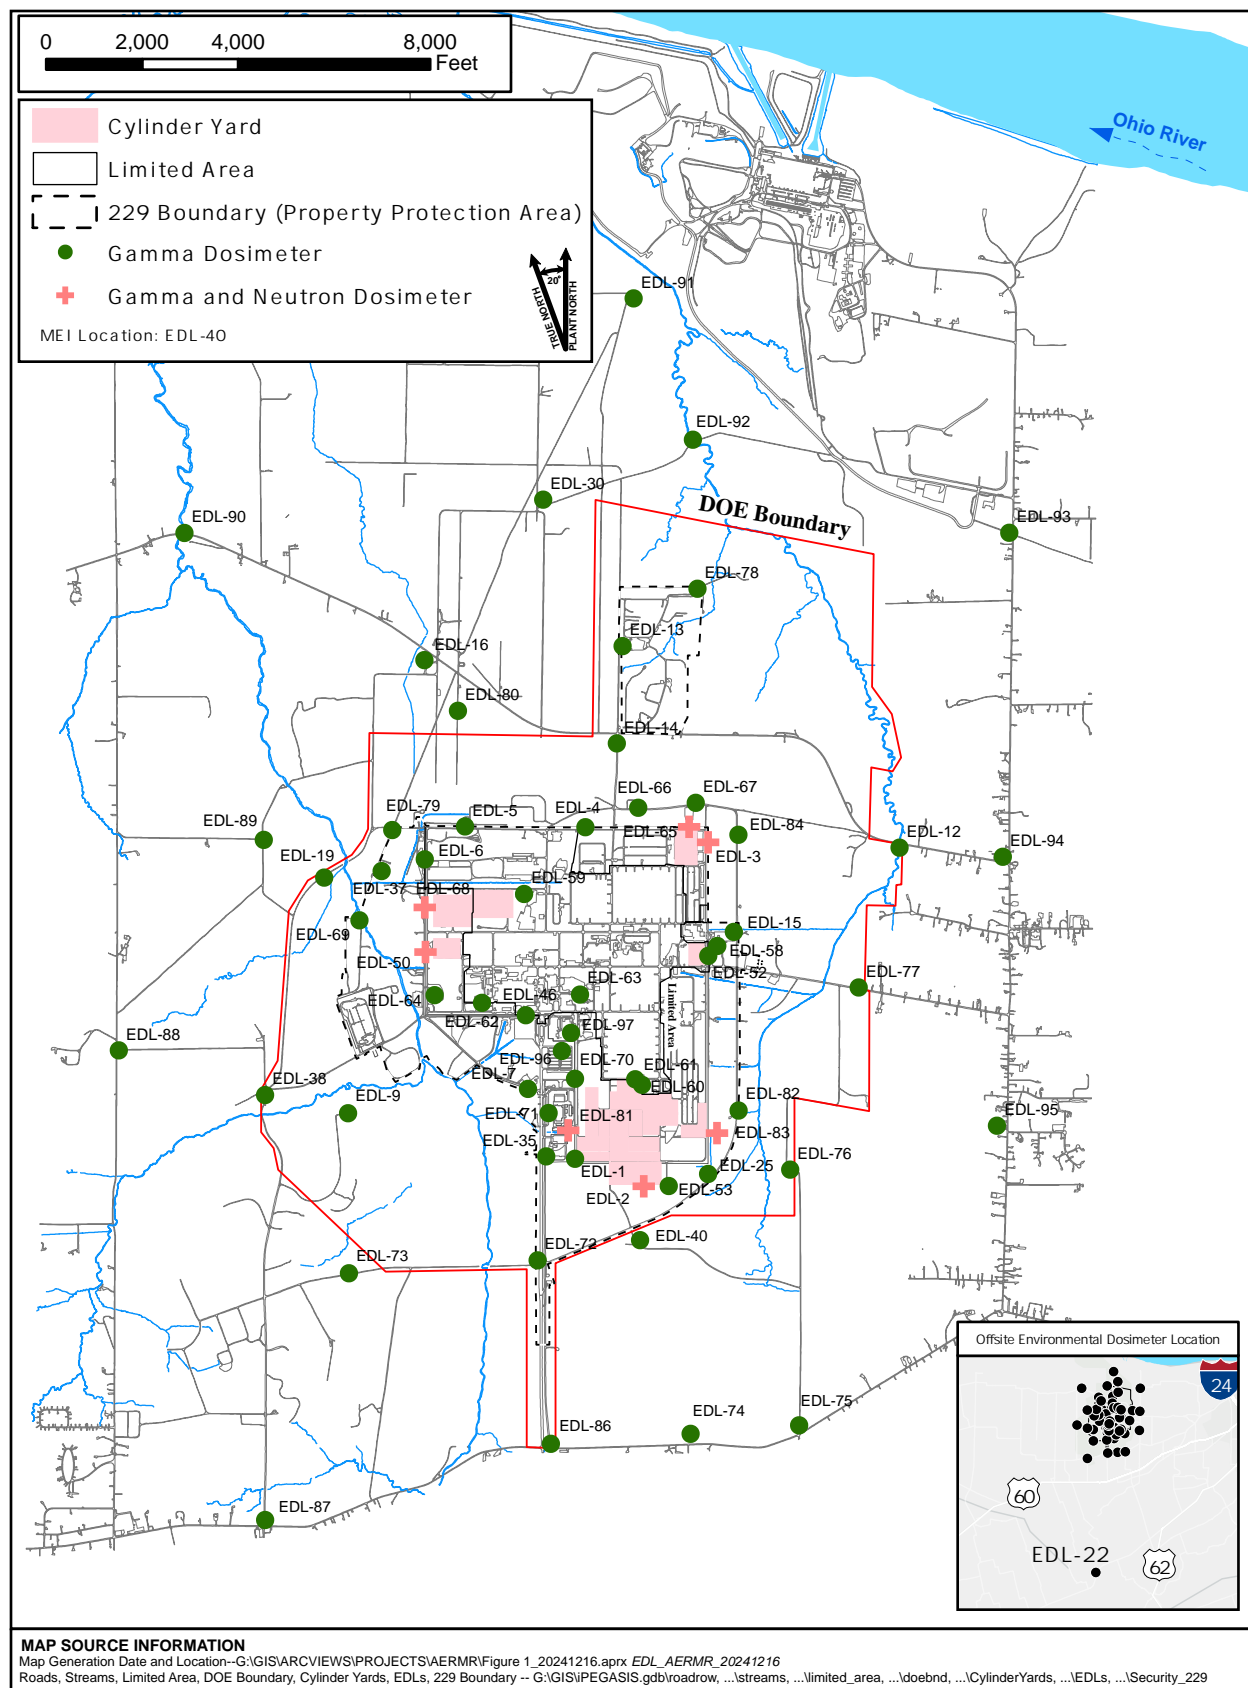 0 2,000 4,000 8,000
Feet
Cylinder Yard
Limited Area
229 Boundary (Property Protection Area)
Gamma Dosimeter
Gamma and Neutron Dosimeter
MEI Location: EDL-40
20°
TRUE NORTH
PLANT NORTH
Ohio River
EDL-91
EDL-92
EDL-30
DOE Boundary
EDL-90
EDL-93
EDL-78
EDL-13
EDL-16
EDL-80
EDL-14
EDL-66
EDL-67
EDL-79
EDL-5
EDL-4
EDL-65
EDL-84
EDL-89
EDL-12
EDL-94
EDL-19
EDL-6
EDL-3
EDL-37
EDL-68
EDL-59
EDL-69
EDL-15
EDL-58
EDL-50
EDL-52
EDL-77
EDL-64
EDL-46
EDL-63
Limited Area
EDL-62
EDL-97
EDL-88
EDL-96
EDL-70
EDL-61
EDL-7
EDL-60
EDL-38
EDL-9
EDL-71
EDL-81
EDL-82
EDL-95
EDL-83
EDL-35
EDL-1
EDL-25
EDL-76
EDL-2
EDL-53
EDL-40
EDL-72
EDL-73
EDL-74
EDL-75
EDL-86
EDL-87
Offsite Environmental Dosimeter Location
24
60
EDL-22
62
MAP SOURCE INFORMATION
Map Generation Date and Location--G:\GIS\ARCVIEWS\PROJECTS\AERMR\Figure 1_20241216.aprx EDL_AERMR_20241216
Roads, Streams, Limited Area, DOE Boundary, Cylinder Yards, EDLs, 229 Boundary -- G:\GIS\iPEGASIS.gdb\roadrow, ...\streams, ...\limited_area, ...\doebnd, ...\CylinderYards, ...\EDLs, ...\Security_229